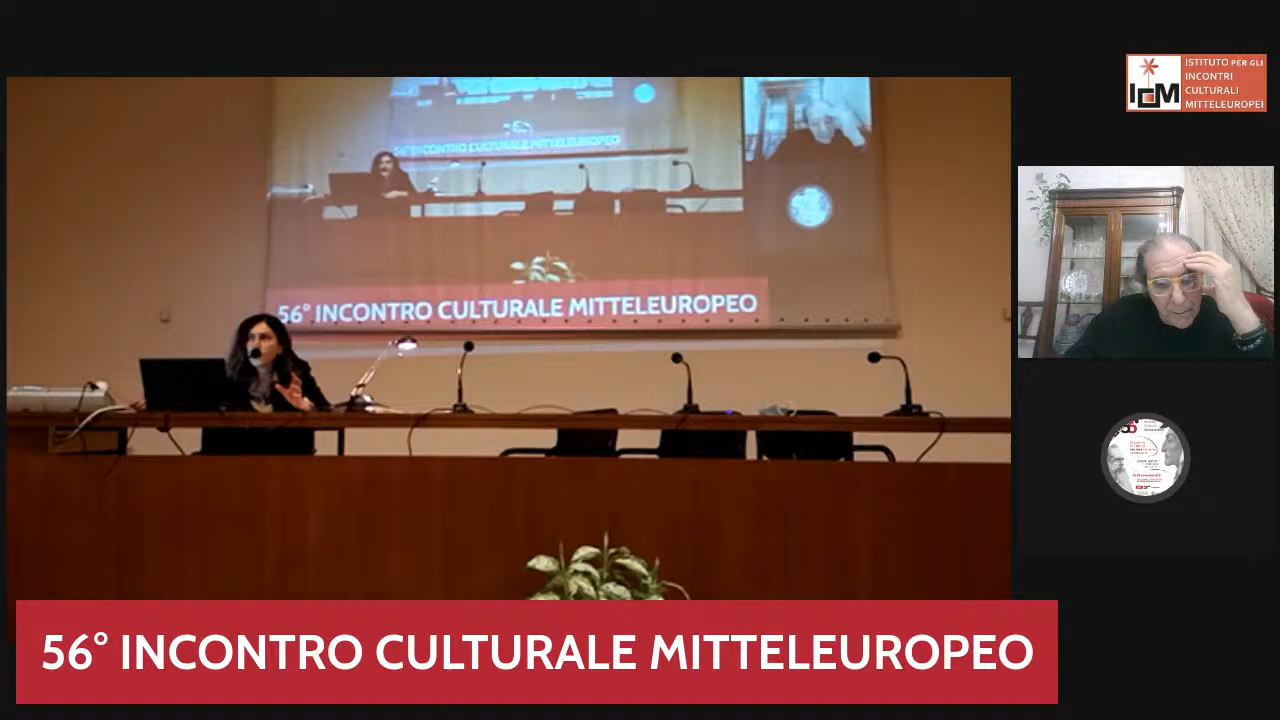 ISTITUTO PER GLI
INCONTRI
CULTURALI
MITTELEUROPEI
ICM
56° INCONTRO CULTURALE MITTELEUROPEO
56° INCONTRO CULTURALE MITTELEUROPEO
56° INCONTRO CULTURALE MITTELEUROPEO